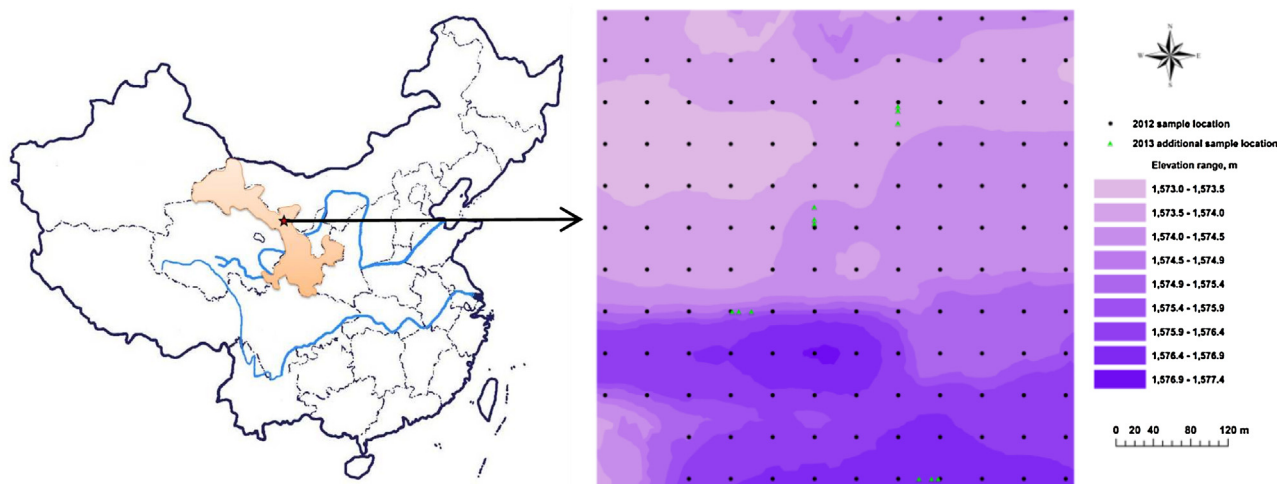 N
W E
S
2012 sample location
2013 additional sample location
Elevation range, m
1,573.0 - 1,573.5
1,573.5 - 1,574.0
1,574.0 - 1,574.5
1,574.5 - 1,574.9
1,574.9 - 1,575.4
1,575.4 - 1,575.9
1,575.9 - 1,576.4
1,576.4 - 1,576.9
1,576.9 - 1,577.4
0 20 40 80 120 m